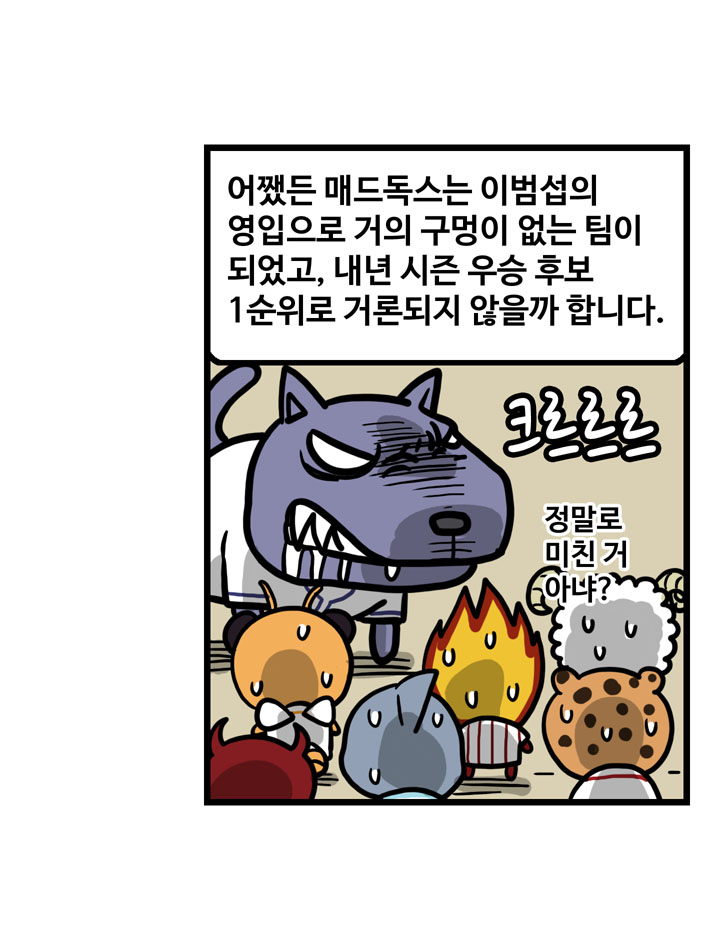 어쨌든 매드독스는 이범섭의
영입으로 거의 구멍이 없는 팀이
되었고, 내년 시즌 우승 후보
1순위로 거론되지 않을까 합니다.
크르르르
정말로
미친 거
아냐?